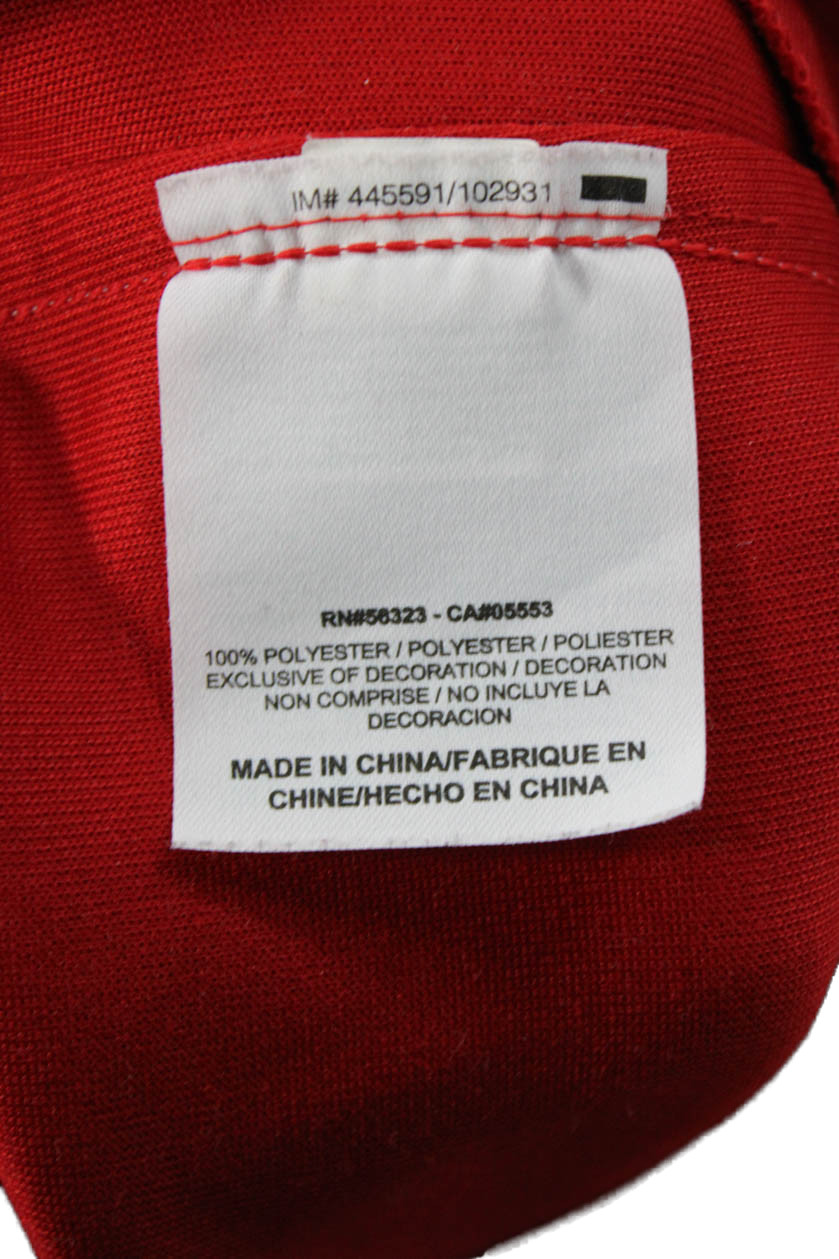 IM# 445591/102931
RN#56323 - CA#05553
100% POLYESTER / POLYESTER / POLIESTER
EXCLUSIVE OF DECORATION / DECORATION
NON COMPRISE / NO INCLUYE LA
DECORACION
MADE IN CHINA/FABRIQUE EN
CHINE/HECHO EN CHINA